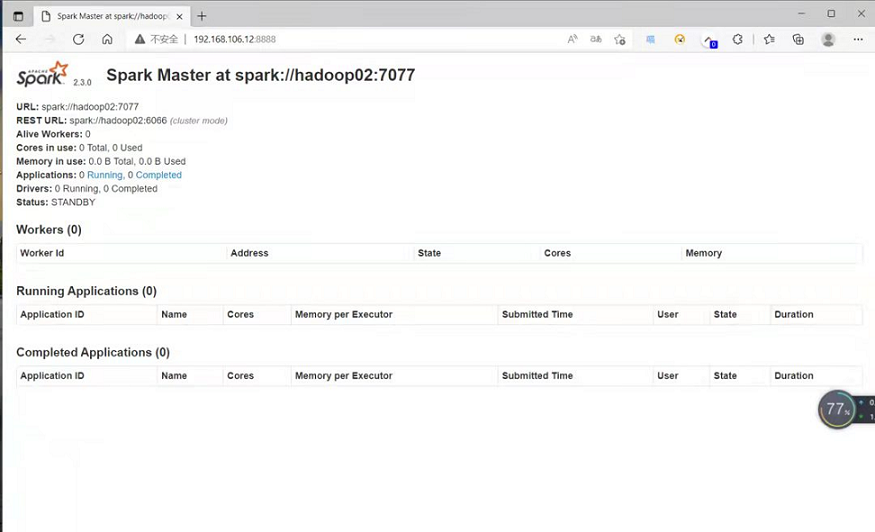 Spark Master at spark://hadoop
不安全 | 192.168.106.12:8888
APACHE Spark 2.3.0 Spark Master at spark://hadoop02:7077
URL: spark://hadoop02:7077
REST URL: spark://hadoop02:6066 (cluster mode)
Alive Workers: 0
Cores in use: 0 Total, 0 Used
Memory in use: 0.0 B Total, 0.0 B Used
Applications: 0 Running, 0 Completed
Drivers: 0 Running, 0 Completed
Status: STANDBY
Workers (0)
Worker Id Address State Cores Memory
Running Applications (0)
Application ID Name Cores Memory per Executor Submitted Time User State Duration
Completed Applications (0)
Application ID Name Cores Memory per Executor Submitted Time User State Duration
77%